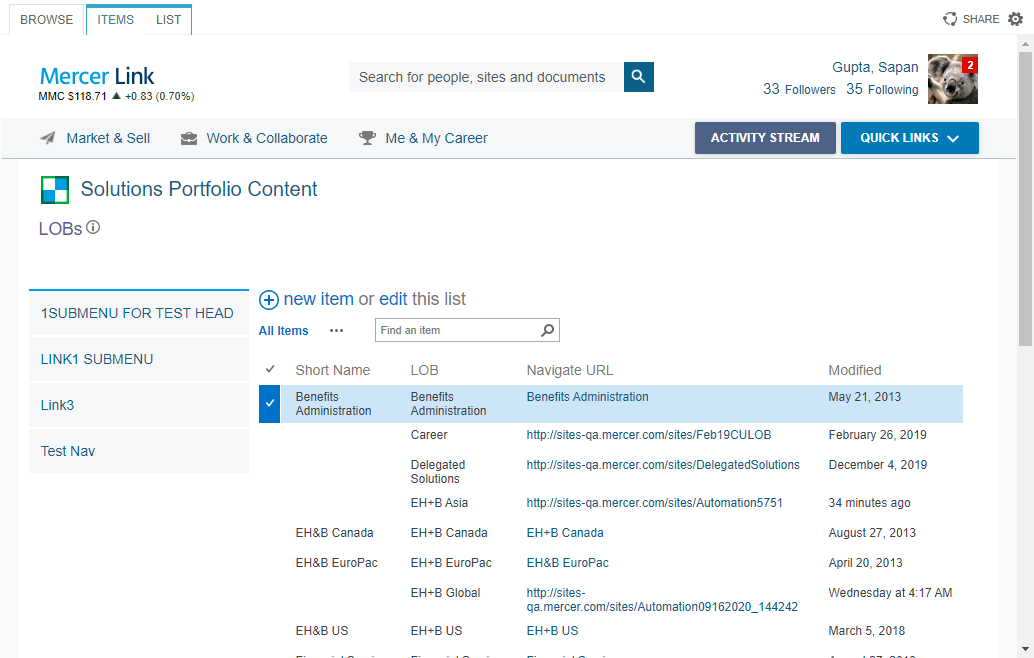 BROWSE ITEMS LIST SHARE
Mercer Link
MMC $118.71 ▲ +0.83 (0.70%)
Search for people, sites and documents
Gupta, Sapan
33 Followers 35 Following
2
Market & Sell Work & Collaborate Me & My Career ACTIVITY STREAM QUICK LINKS
Solutions Portfolio Content
LOBs
1SUBMENU FOR TEST HEAD
LINK1 SUBMENU
Link3
Test Nav
new item or edit this list
All Items ••• Find an item
Short Name LOB Navigate URL Modified
Benefits Administration Benefits Administration Benefits Administration May 21, 2013
Career http://sites-qa.mercer.com/sites/Feb19CULOB February 26, 2019
Delegated Solutions http://sites-qa.mercer.com/sites/DelegatedSolutions December 4, 2019
EH+B Asia http://sites-qa.mercer.com/sites/Automation5751 34 minutes ago
EH&B Canada EH+B Canada EH+B Canada August 27, 2013
EH&B EuroPac EH+B EuroPac EH&B EuroPac April 20, 2013
EH+B Global http://sites-qa.mercer.com/sites/Automation09162020_144242 Wednesday at 4:17 AM
EH&B US EH+B US EH+B US March 5, 2018